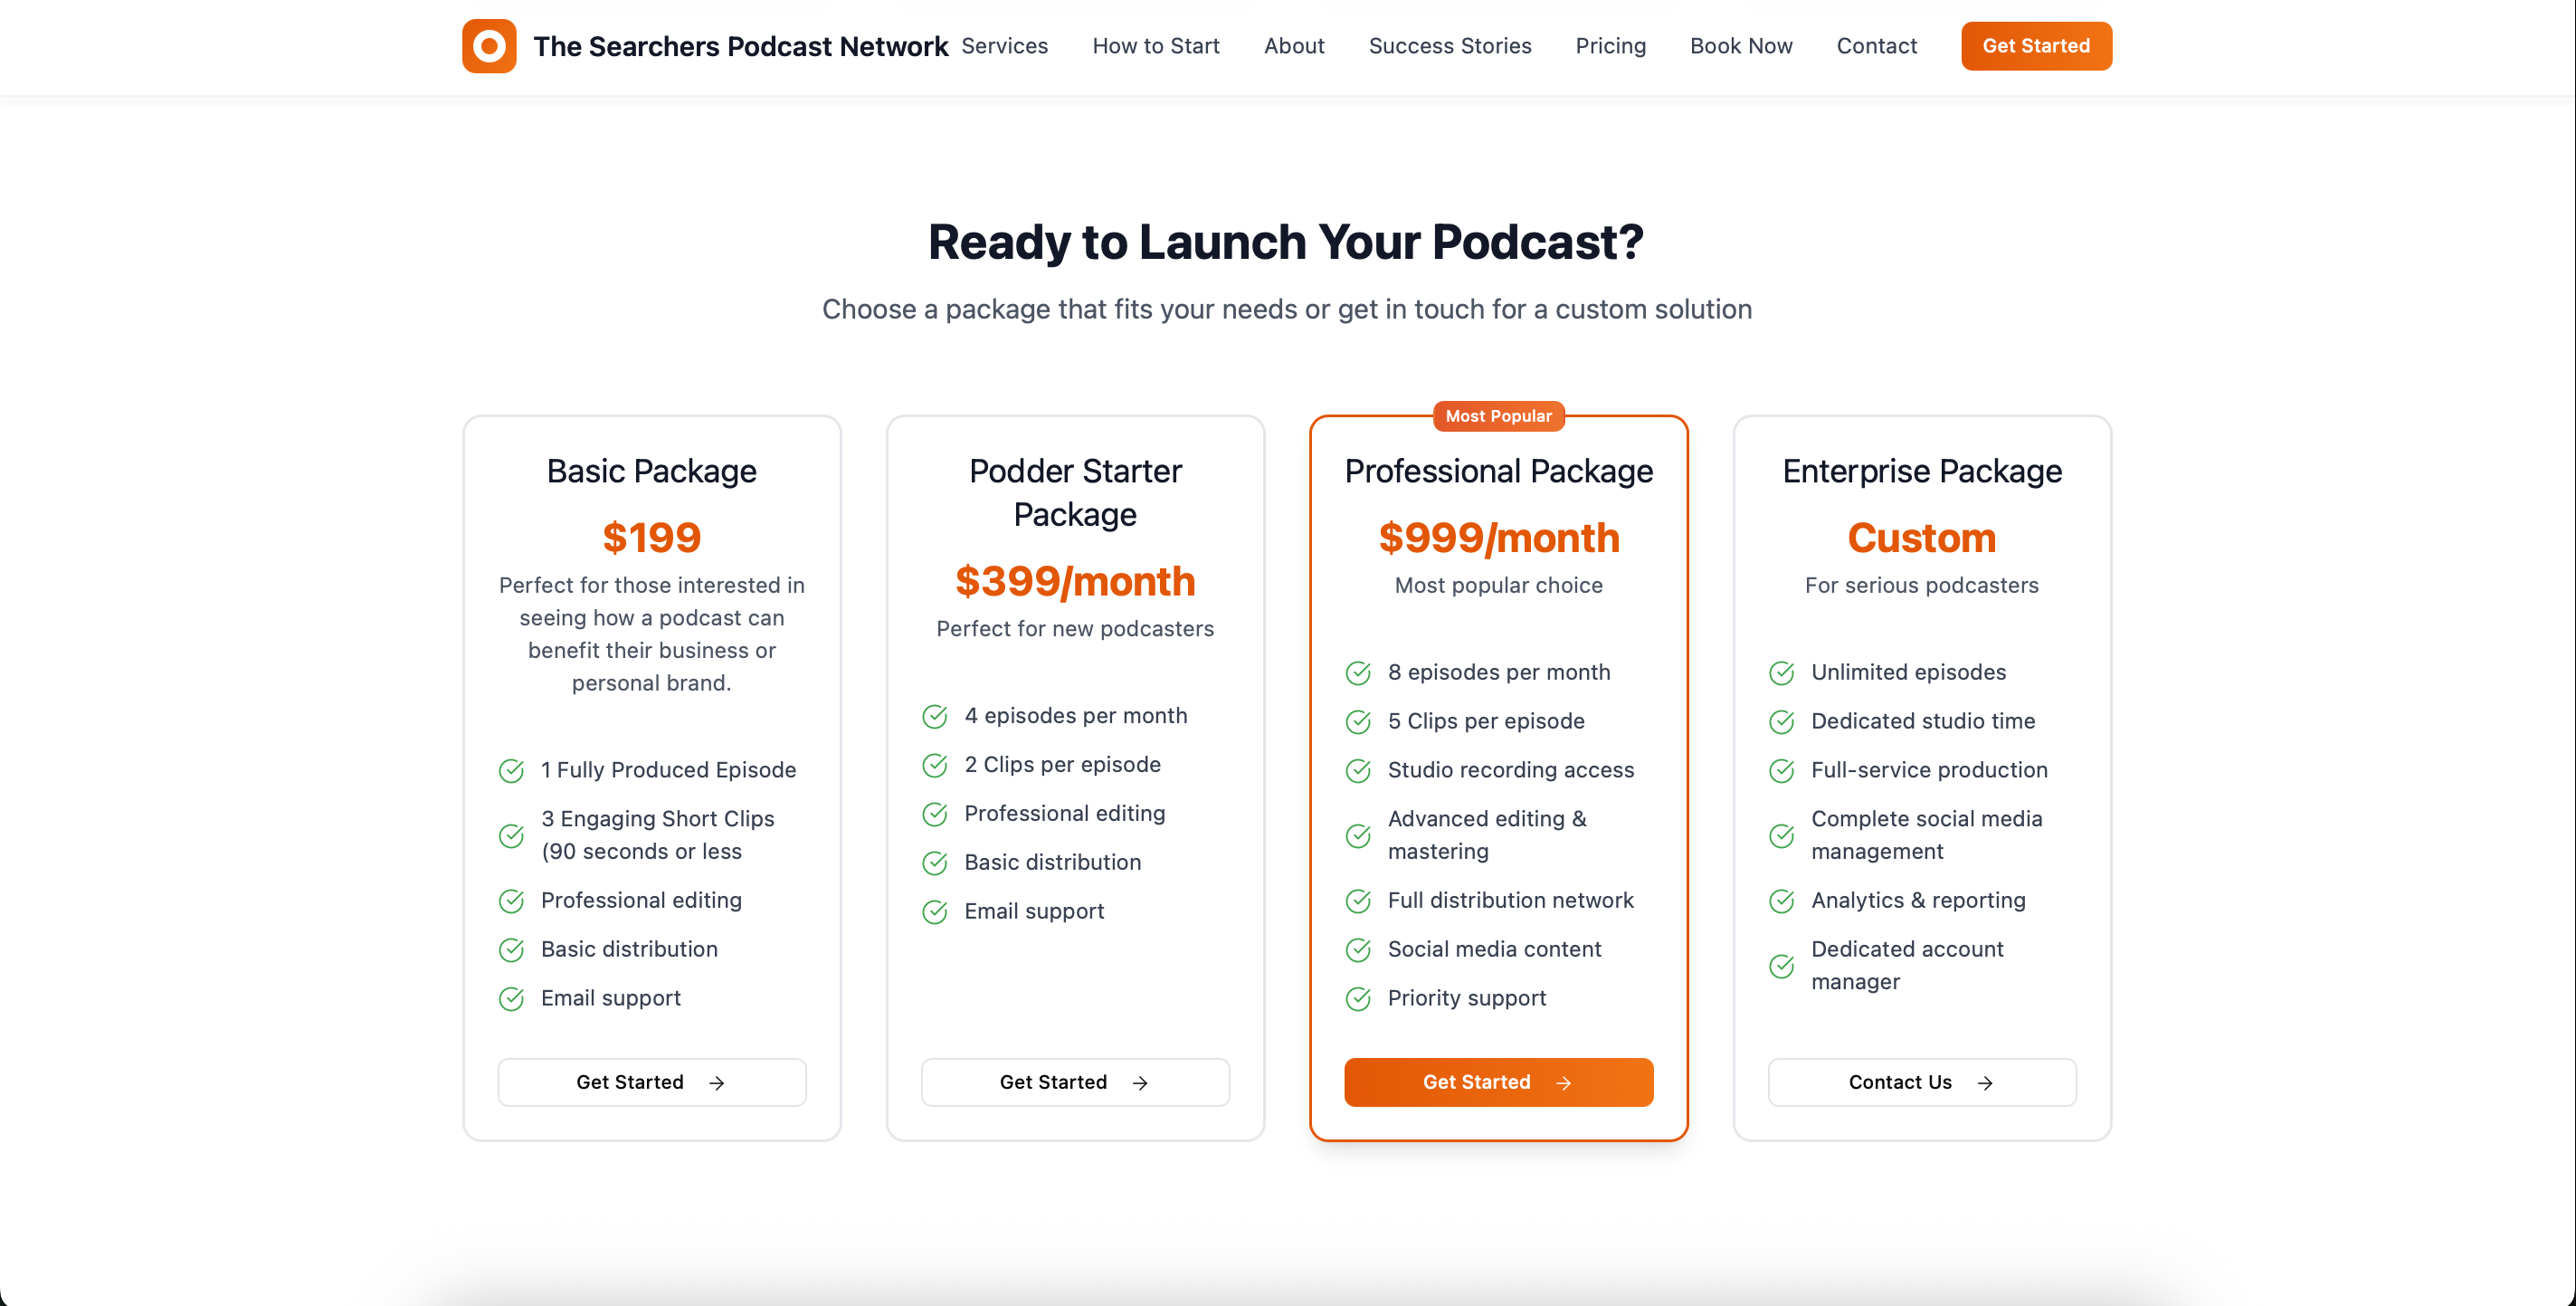 The Searchers Podcast Network
Services
How to Start
About
Success Stories
Pricing
Book Now
Contact
Get Started
Ready to Launch Your Podcast?
Choose a package that fits your needs or get in touch for a custom solution
Basic Package
$199
Perfect for those interested in
seeing how a podcast can
benefit their business or
personal brand.
1 Fully Produced Episode
3 Engaging Short Clips
(90 seconds or less
Professional editing
Basic distribution
Email support
Get Started
Podder Starter
Package
$399/month
Perfect for new podcasters
4 episodes per month
2 Clips per episode
Professional editing
Basic distribution
Email support
Get Started
Most Popular
Professional Package
$999/month
Most popular choice
8 episodes per month
5 Clips per episode
Studio recording access
Advanced editing &
mastering
Full distribution network
Social media content
Priority support
Get Started
Enterprise Package
Custom
For serious podcasters
Unlimited episodes
Dedicated studio time
Full-service production
Complete social media
management
Analytics & reporting
Dedicated account
manager
Contact Us